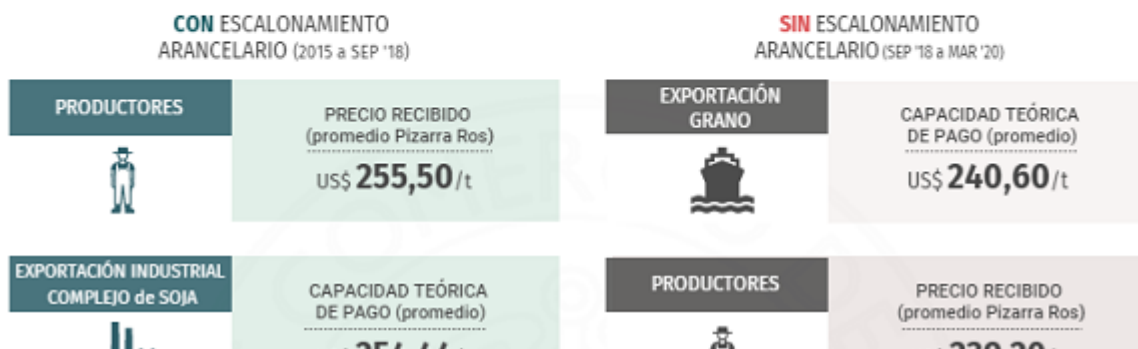 CON ESCALONAMIENTO
ARANCELARIO (2015 a SEP '18)
PRODUCTORES
PRECIO RECIBIDO
(promedio Pizarra Ros)
US$ 255,50/t
EXPORTACIÓN INDUSTRIAL
COMPLEJO de SOJA
CAPACIDAD TEÓRICA
DE PAGO (promedio)
SIN ESCALONAMIENTO
ARANCELARIO (SEP '18 a MAR '20)
EXPORTACIÓN
GRANO
CAPACIDAD TEÓRICA
DE PAGO (promedio)
US$ 240,60/t
PRODUCTORES
PRECIO RECIBIDO
(promedio Pizarra Ros)